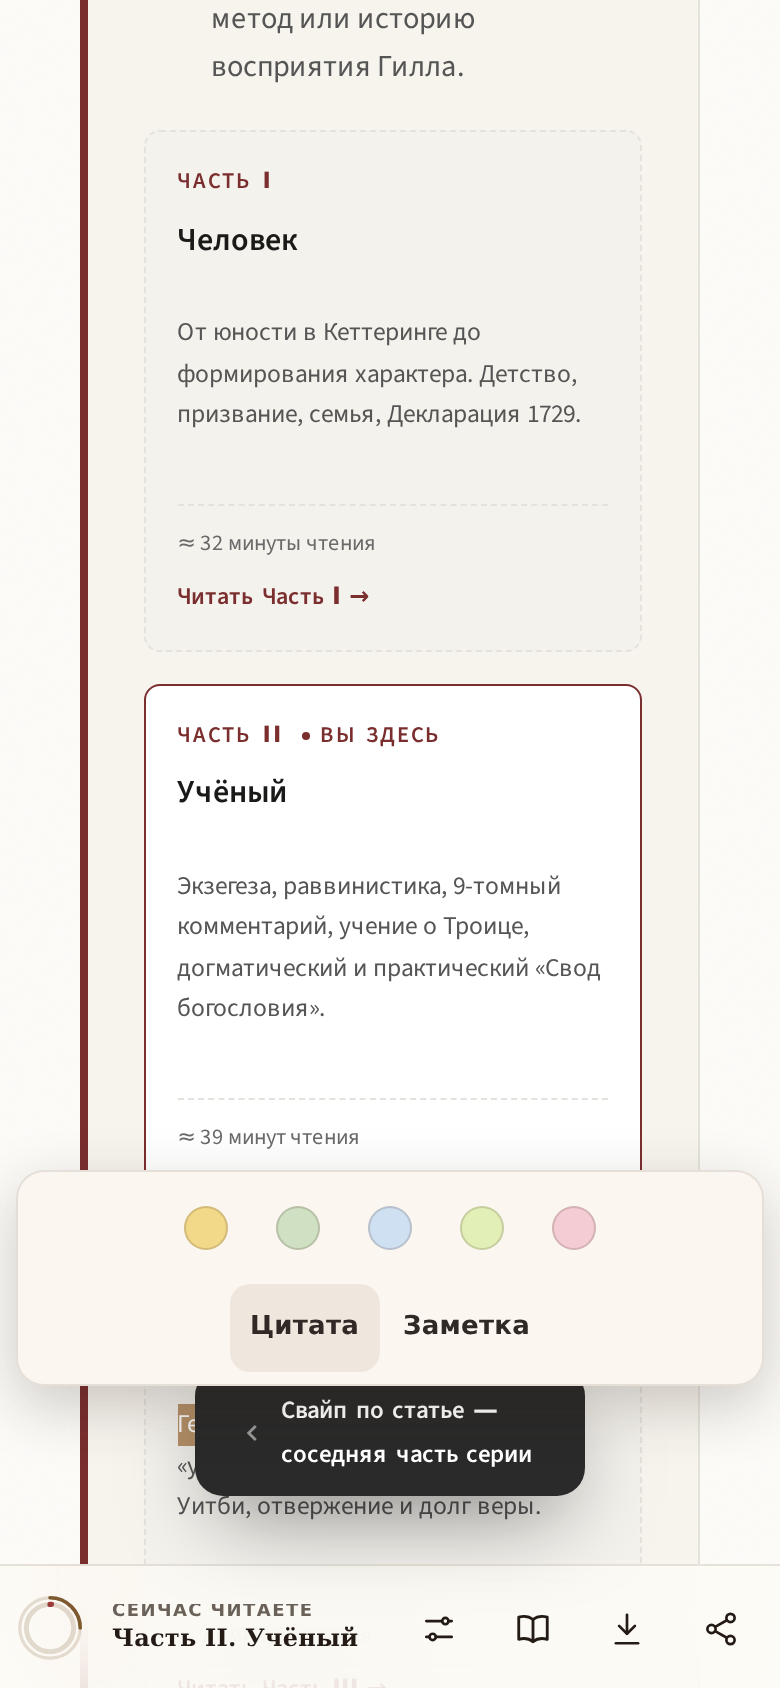 метод или историю
восприятия Гилла.
ЧАСТЬ I
Человек
От юности в Кеттеринге до
формирования характера. Детство,
призвание, семья, Декларация 1729.
≈ 32 минуты чтения
Читать Часть I →
ЧАСТЬ II • ВЫ ЗДЕСЬ
Учёный
Экзегеза, раввинистика, 9-томный
комментарий, учение о Троице,
догматический и практический «Свод
богословия».
≈ 39 минут чтения
Цитата Заметка
Свайп по статье —
соседняя часть серии
Уитби, отвержение и долг веры.
СЕЙЧАС ЧИТАЕТЕ
Часть II. Учёный
Читать Часть III →